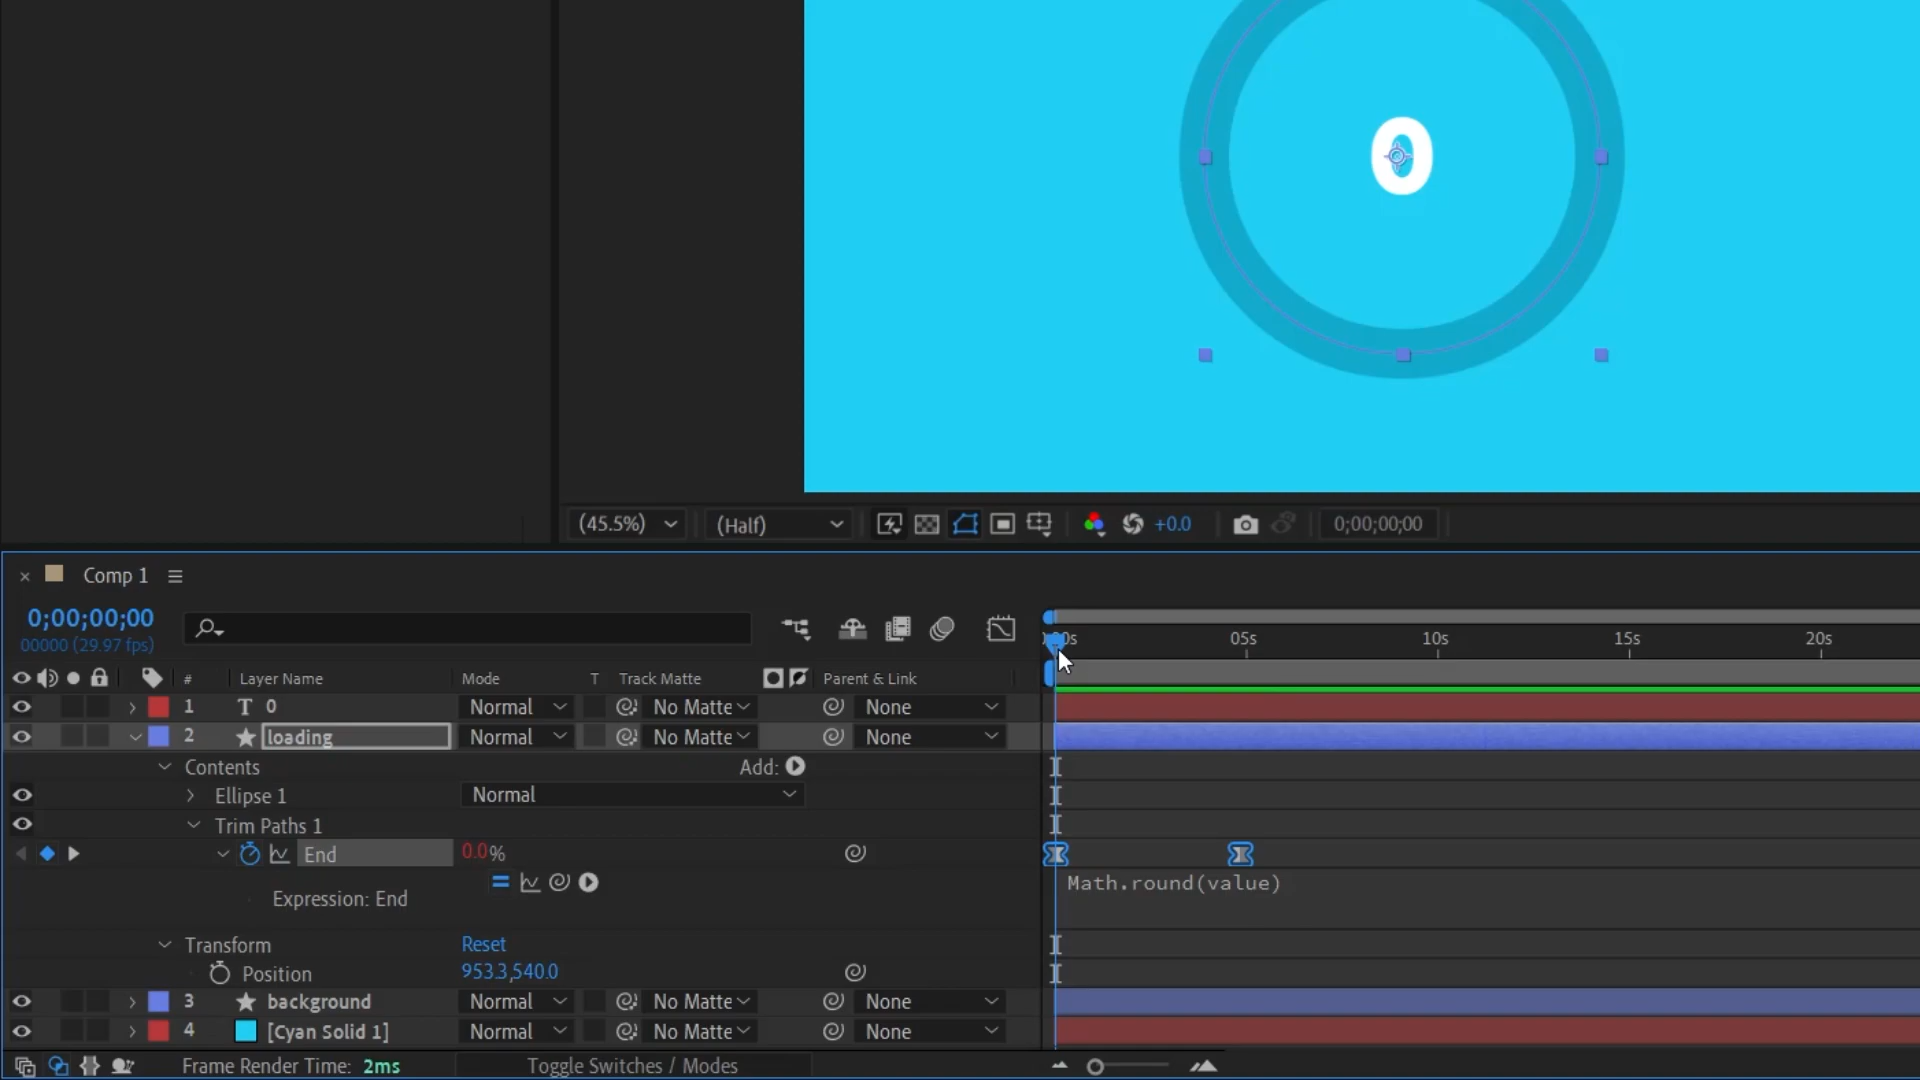 0
(45.5%) (Half) +0.0 0;00;00;00
× Comp 1
0;00;00;00
00000 (29.97 fps)
05s 10s 15s 20s
# Layer Name Mode T Track Matte Parent & Link
1 T 0 Normal No Matte None
2 loading Normal No Matte None
Contents Add:
Ellipse 1 Normal
Trim Paths 1
End 0.0%
Math.round(value)
Expression: End
Transform Reset
Position 953.3,540.0
3 background Normal No Matte None
4 [Cyan Solid 1] Normal No Matte None
Frame Render Time: 2ms Toggle Switches / Modes